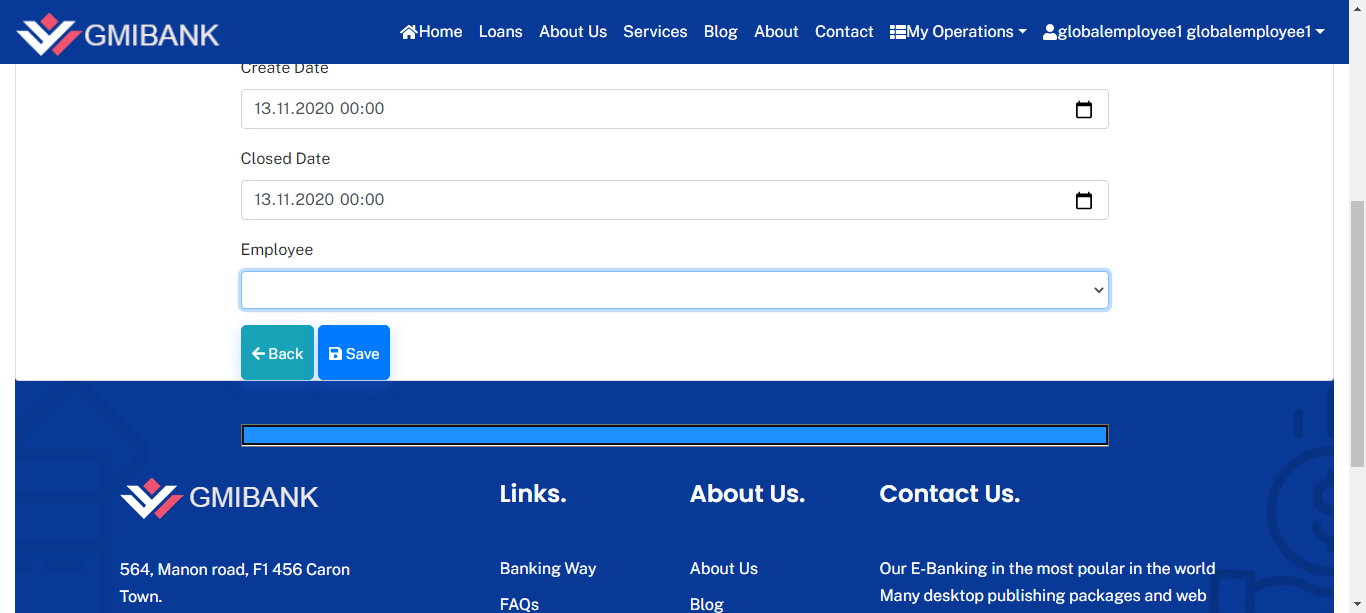 GMIBANK
Home Loans About Us Services Blog About Contact My Operations globalemployee1 globalemployee1
Create Date
13.11.2020 00:00
Closed Date
13.11.2020 00:00
Employee
Back Save
GMIBANK
Links. About Us. Contact Us.
564, Manon road, F1 456 Caron
Town.
Banking Way
FAQs
About Us
Blog
Our E-Banking in the most poular in the world
Many desktop publishing packages and web